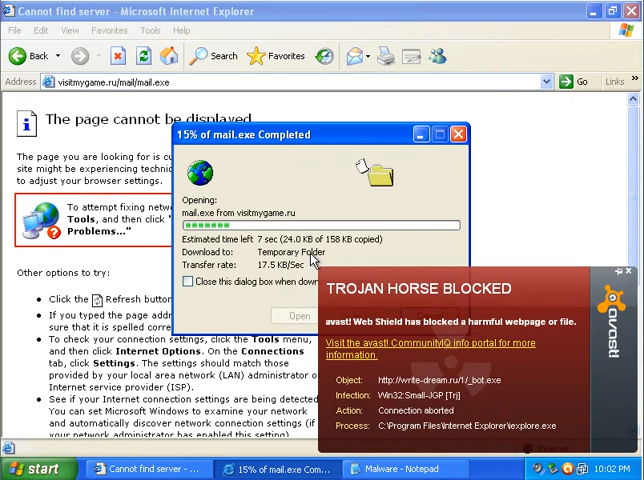 Cannot find server - Microsoft Internet Explorer
File Edit View Favorites Tools Help
Back Search Favorites
Address visitmygame.ru/mail/mail.exe Go Links »
The page cannot be displayed
The page you are looking for is cu
site might be experiencing technic
to adjust your browser settings.
To attempt fixing netw
Tools, and then click "
Problems..."
Other options to try:
Click the Refresh button
If you typed the page addr
sure that it is spelled correc
To check your connection settings, click the Tools menu,
and then click Internet Options. On the Connections
tab, click Settings. The settings should match those
provided by your local area network (LAN) administrator o
Internet service provider (ISP).
See if your Internet connection settings are being detected
You can set Microsoft Windows to examine your network
and automatically discover network connection settings (if
your network administrator has enabled this setting)
15% of mail.exe Completed
Opening:
mail.exe from visitmygame.ru
Estimated time left 7 sec (24.0 KB of 158 KB copied)
Download to: Temporary Folder
Transfer rate: 17.5 KB/Sec
Close this dialog box when down
Open
TROJAN HORSE BLOCKED
avast! Web Shield has blocked a harmful webpage or file.
Visit the avast! CommunityIQ info portal for more
information.
Object: http://write-dream.ru/1/_bot.exe
Infection: Win32:Small-JGP [Trj]
Action: Connection aborted
Process: C:\Program Files\Internet Explorer\iexplore.exe
avast!
Internet
start Cannot find server - ... 15% of mail.exe Com... Malware - Notepad 10:02 PM